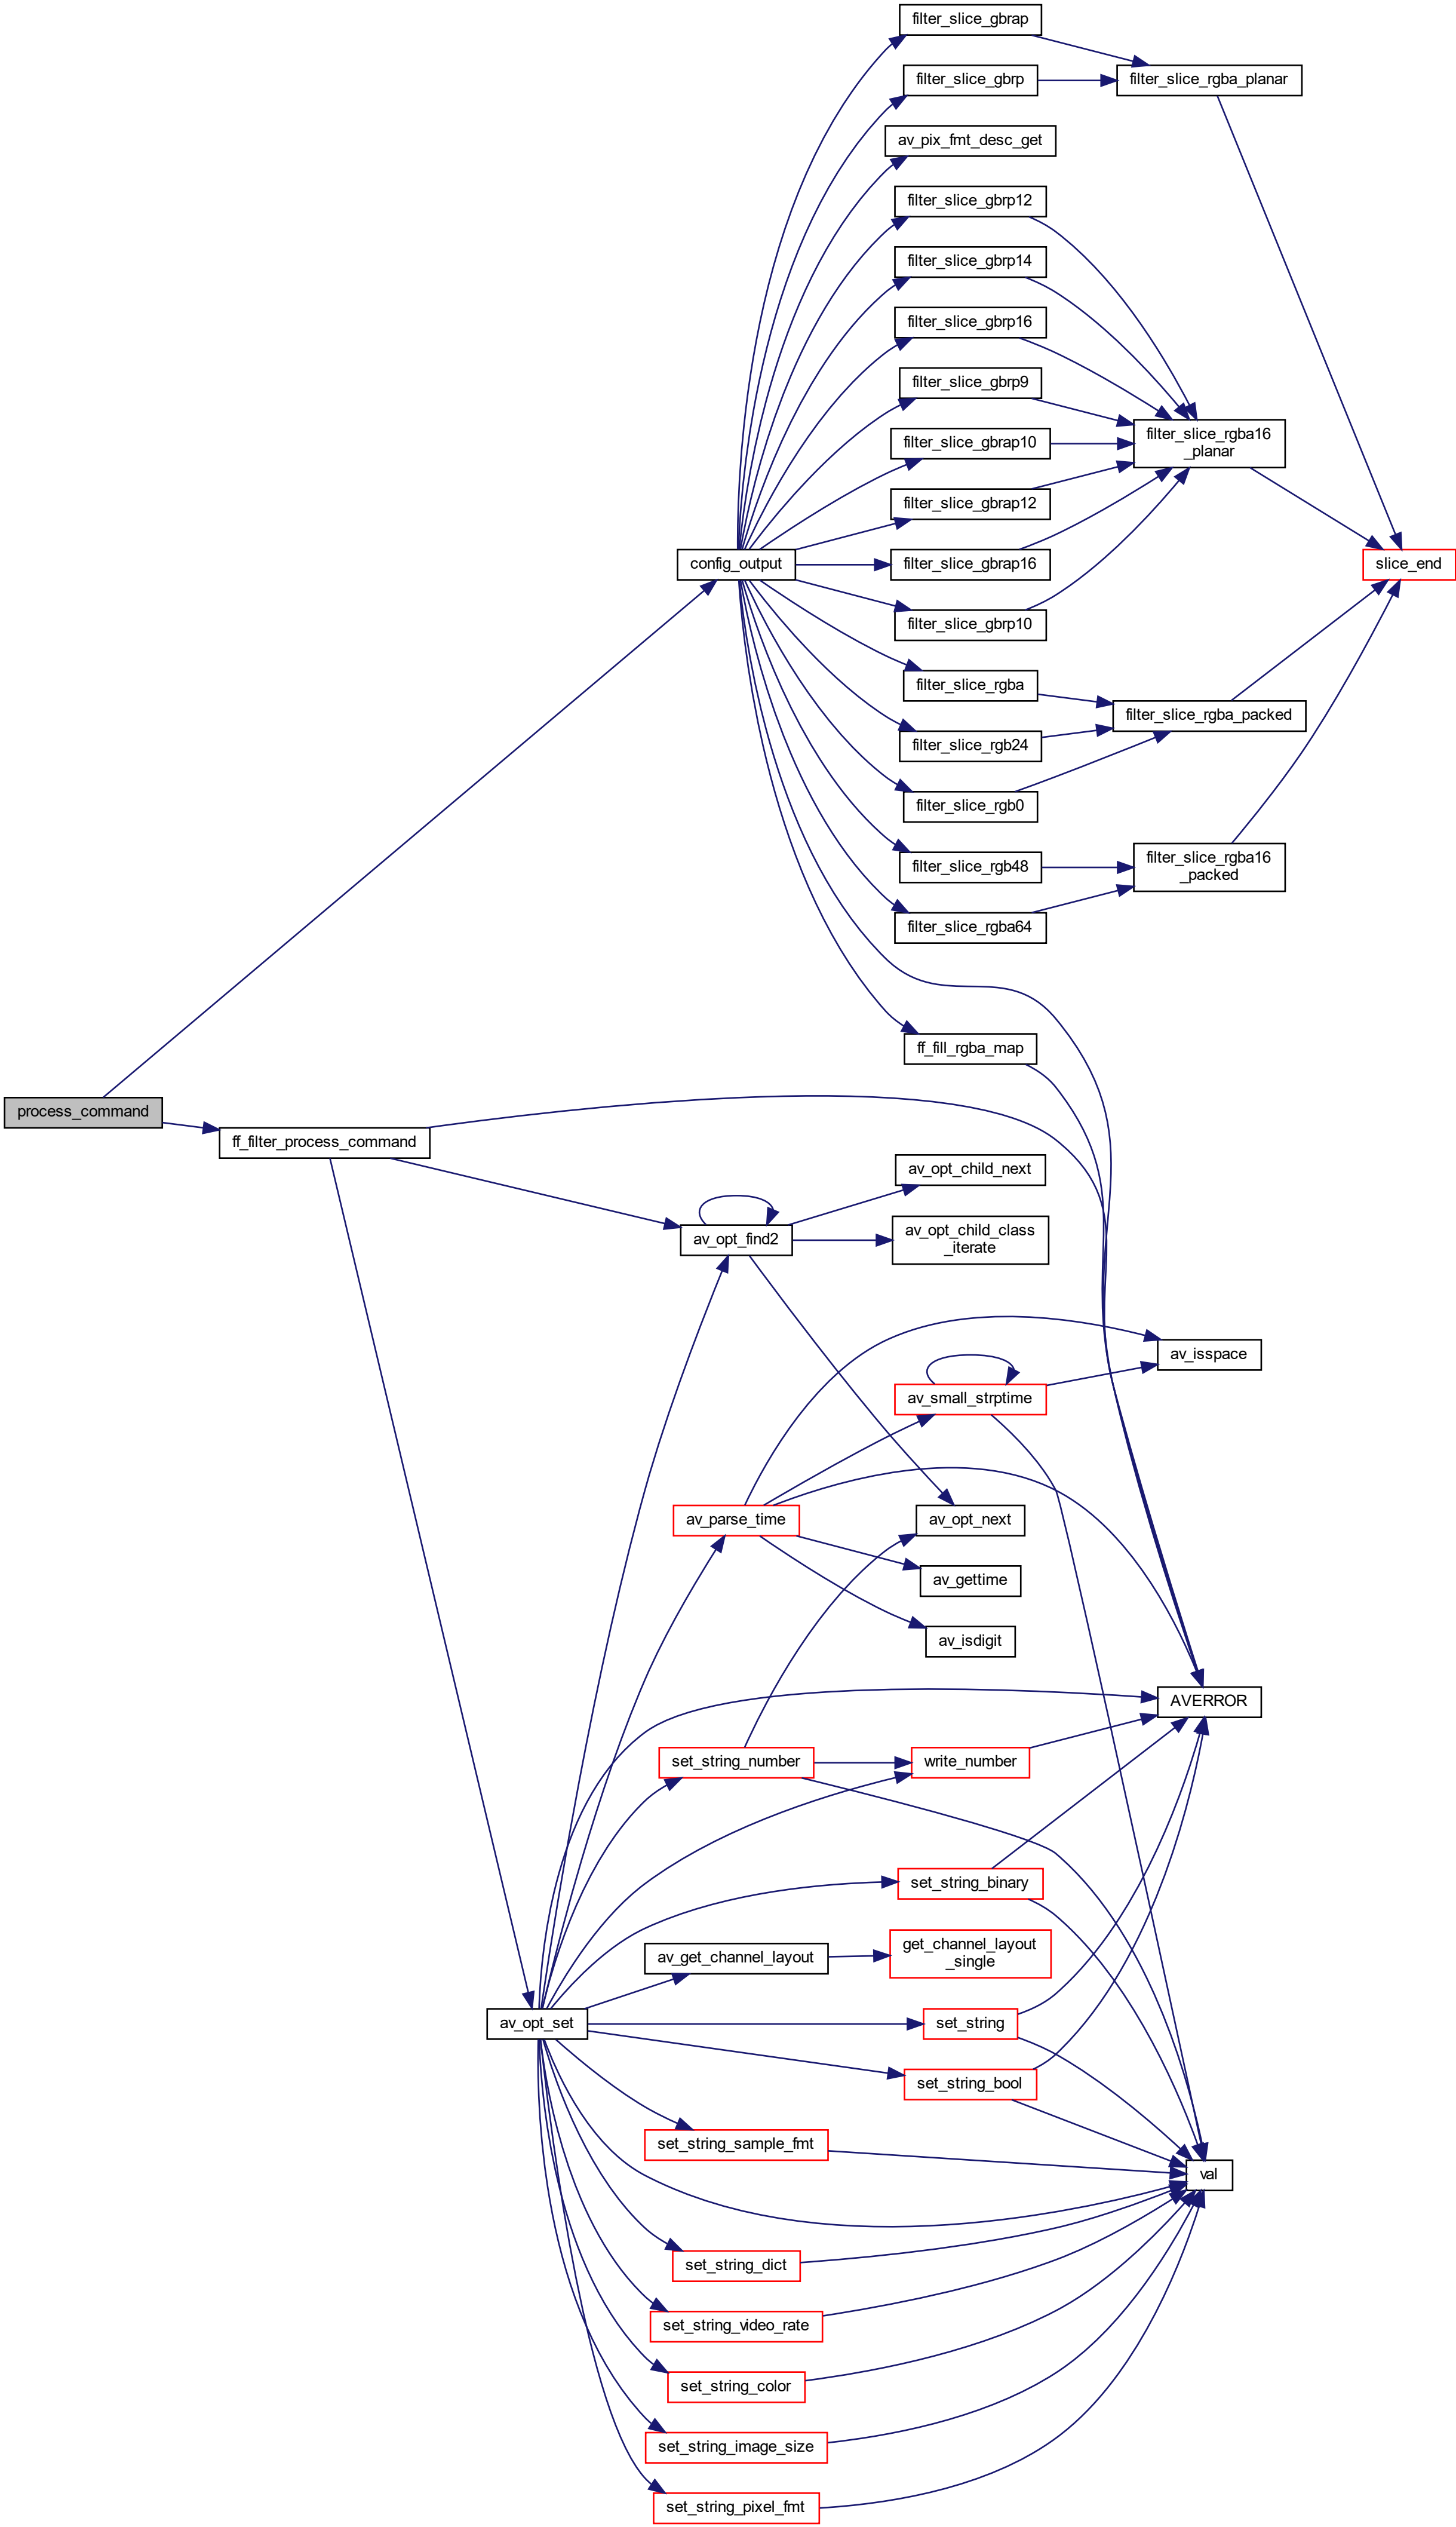 filter_slice_gbrap
filter_slice_gbrp
filter_slice_rgba_planar
av_pix_fmt_desc_get
filter_slice_gbrp12
filter_slice_gbrp14
filter_slice_gbrp16
filter_slice_gbrp9
filter_slice_rgba16
_planar
filter_slice_gbrap10
filter_slice_gbrap12
config_output
filter_slice_gbrap16
slice_end
filter_slice_gbrp10
filter_slice_rgba
filter_slice_rgba_packed
filter_slice_rgb24
filter_slice_rgb0
filter_slice_rgb48
filter_slice_rgba16
_packed
filter_slice_rgba64
ff_fill_rgba_map
process_command
ff_filter_process_command
av_opt_child_next
av_opt_find2
av_opt_child_class
_iterate
av_isspace
av_small_strptime
av_parse_time
av_opt_next
av_gettime
av_isdigit
AVERROR
set_string_number
write_number
set_string_binary
av_get_channel_layout
get_channel_layout
_single
av_opt_set
set_string
set_string_bool
set_string_sample_fmt
val
set_string_dict
set_string_video_rate
set_string_color
set_string_image_size
set_string_pixel_fmt